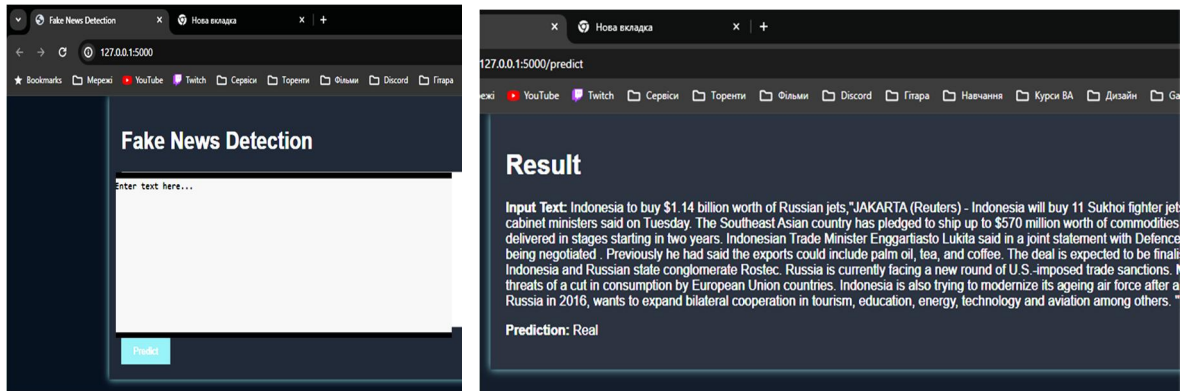 Fake News Detection
Нова вкладка
127.0.0.1:5000
Bookmarks Мережі YouTube Twitch Сервіси Торенти Фільми Discord Гітара
Fake News Detection
Enter text here...
Predict
Нова вкладка
127.0.0.1:5000/predict
ежі YouTube Twitch Сервіси Торенти Фільми Discord Гітара Навчання Курси BA Дизайн Ga
Result
Input Text: Indonesia to buy $1.14 billion worth of Russian jets,"JAKARTA (Reuters) - Indonesia will buy 11 Sukhoi fighter jets
cabinet ministers said on Tuesday. The Southeast Asian country has pledged to ship up to $570 million worth of commodities
delivered in stages starting in two years. Indonesian Trade Minister Enggartiasto Lukita said in a joint statement with Defence
being negotiated . Previously he had said the exports could include palm oil, tea, and coffee. The deal is expected to be finalis
Indonesia and Russian state conglomerate Rostec. Russia is currently facing a new round of U.S.-imposed trade sanctions. M
threats of a cut in consumption by European Union countries. Indonesia is also trying to modernize its ageing air force after a
Russia in 2016, wants to expand bilateral cooperation in tourism, education, energy, technology and aviation among others. "
Prediction: Real